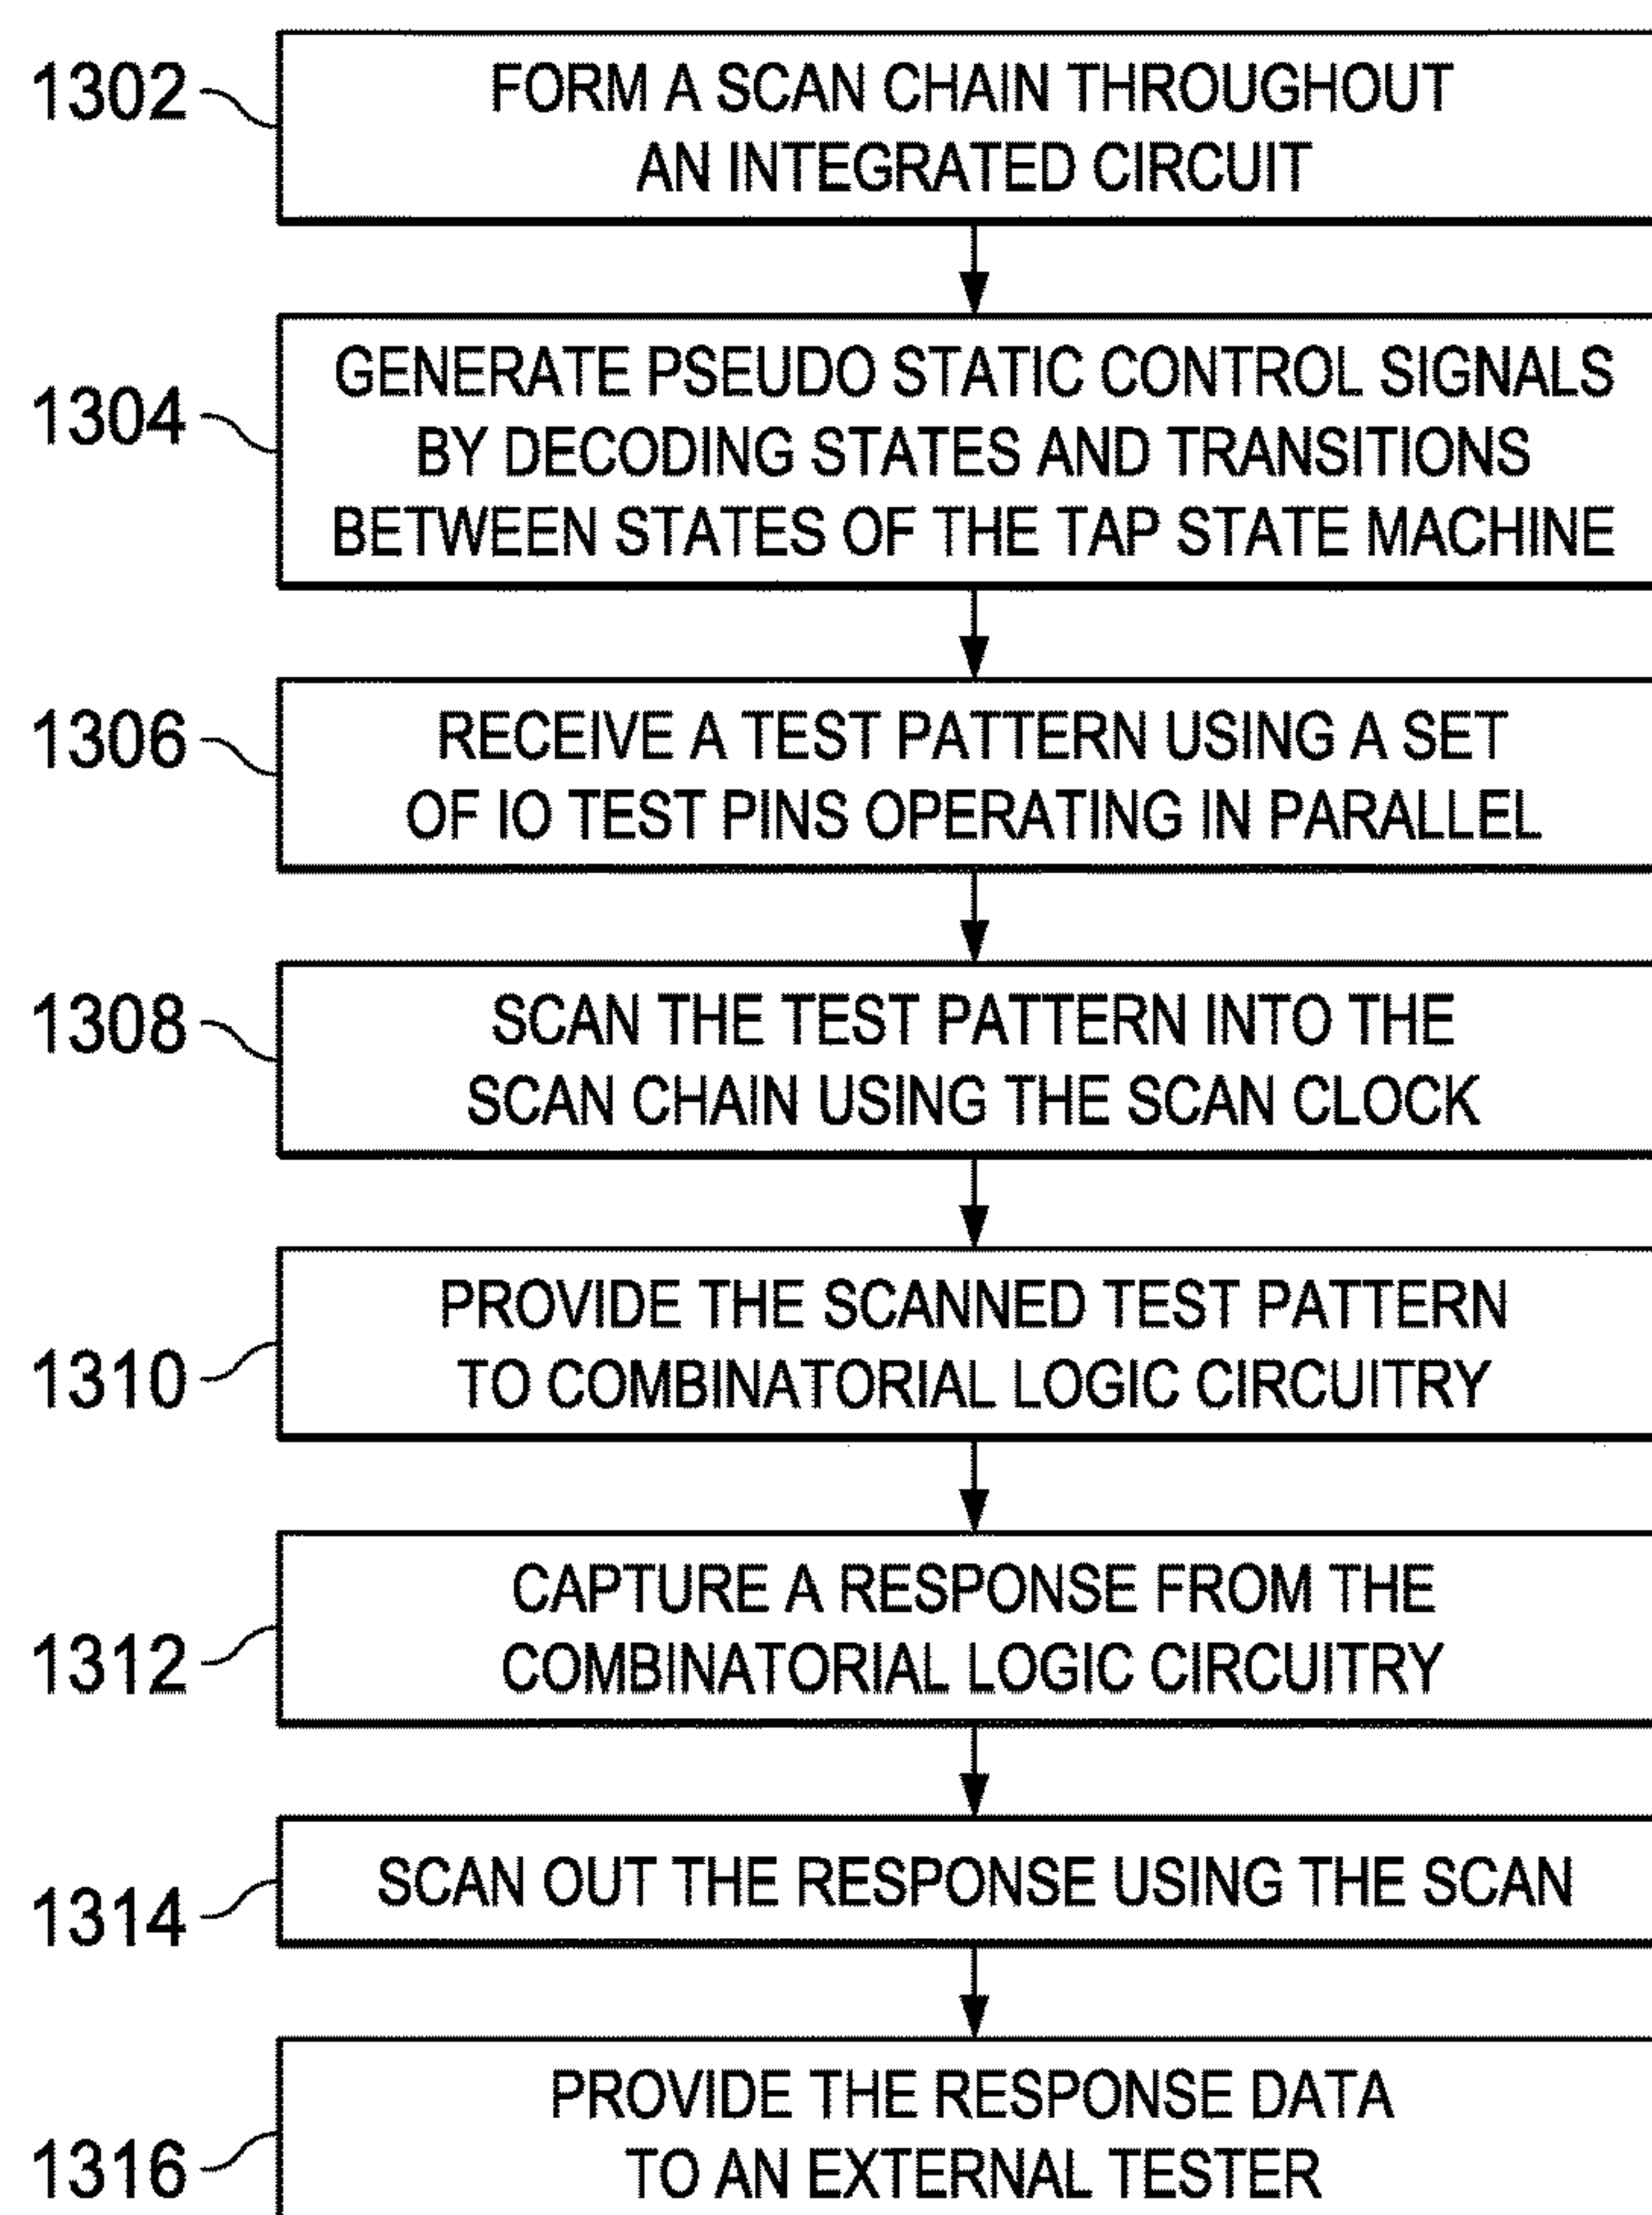 1302
FORM A SCAN CHAIN THROUGHOUT
AN INTEGRATED CIRCUIT
1304
GENERATE PSEUDO STATIC CONTROL SIGNALS
BY DECODING STATES AND TRANSITIONS
BETWEEN STATES OF THE TAP STATE MACHINE
1306
RECEIVE A TEST PATTERN USING A SET
OF IO TEST PINS OPERATING IN PARALLEL
1308
SCAN THE TEST PATTERN INTO THE
SCAN CHAIN USING THE SCAN CLOCK
1310
PROVIDE THE SCANNED TEST PATTERN
TO COMBINATORIAL LOGIC CIRCUITRY
1312
CAPTURE A RESPONSE FROM THE
COMBINATORIAL LOGIC CIRCUITRY
1314
SCAN OUT THE RESPONSE USING THE SCAN
1316
PROVIDE THE RESPONSE DATA
TO AN EXTERNAL TESTER